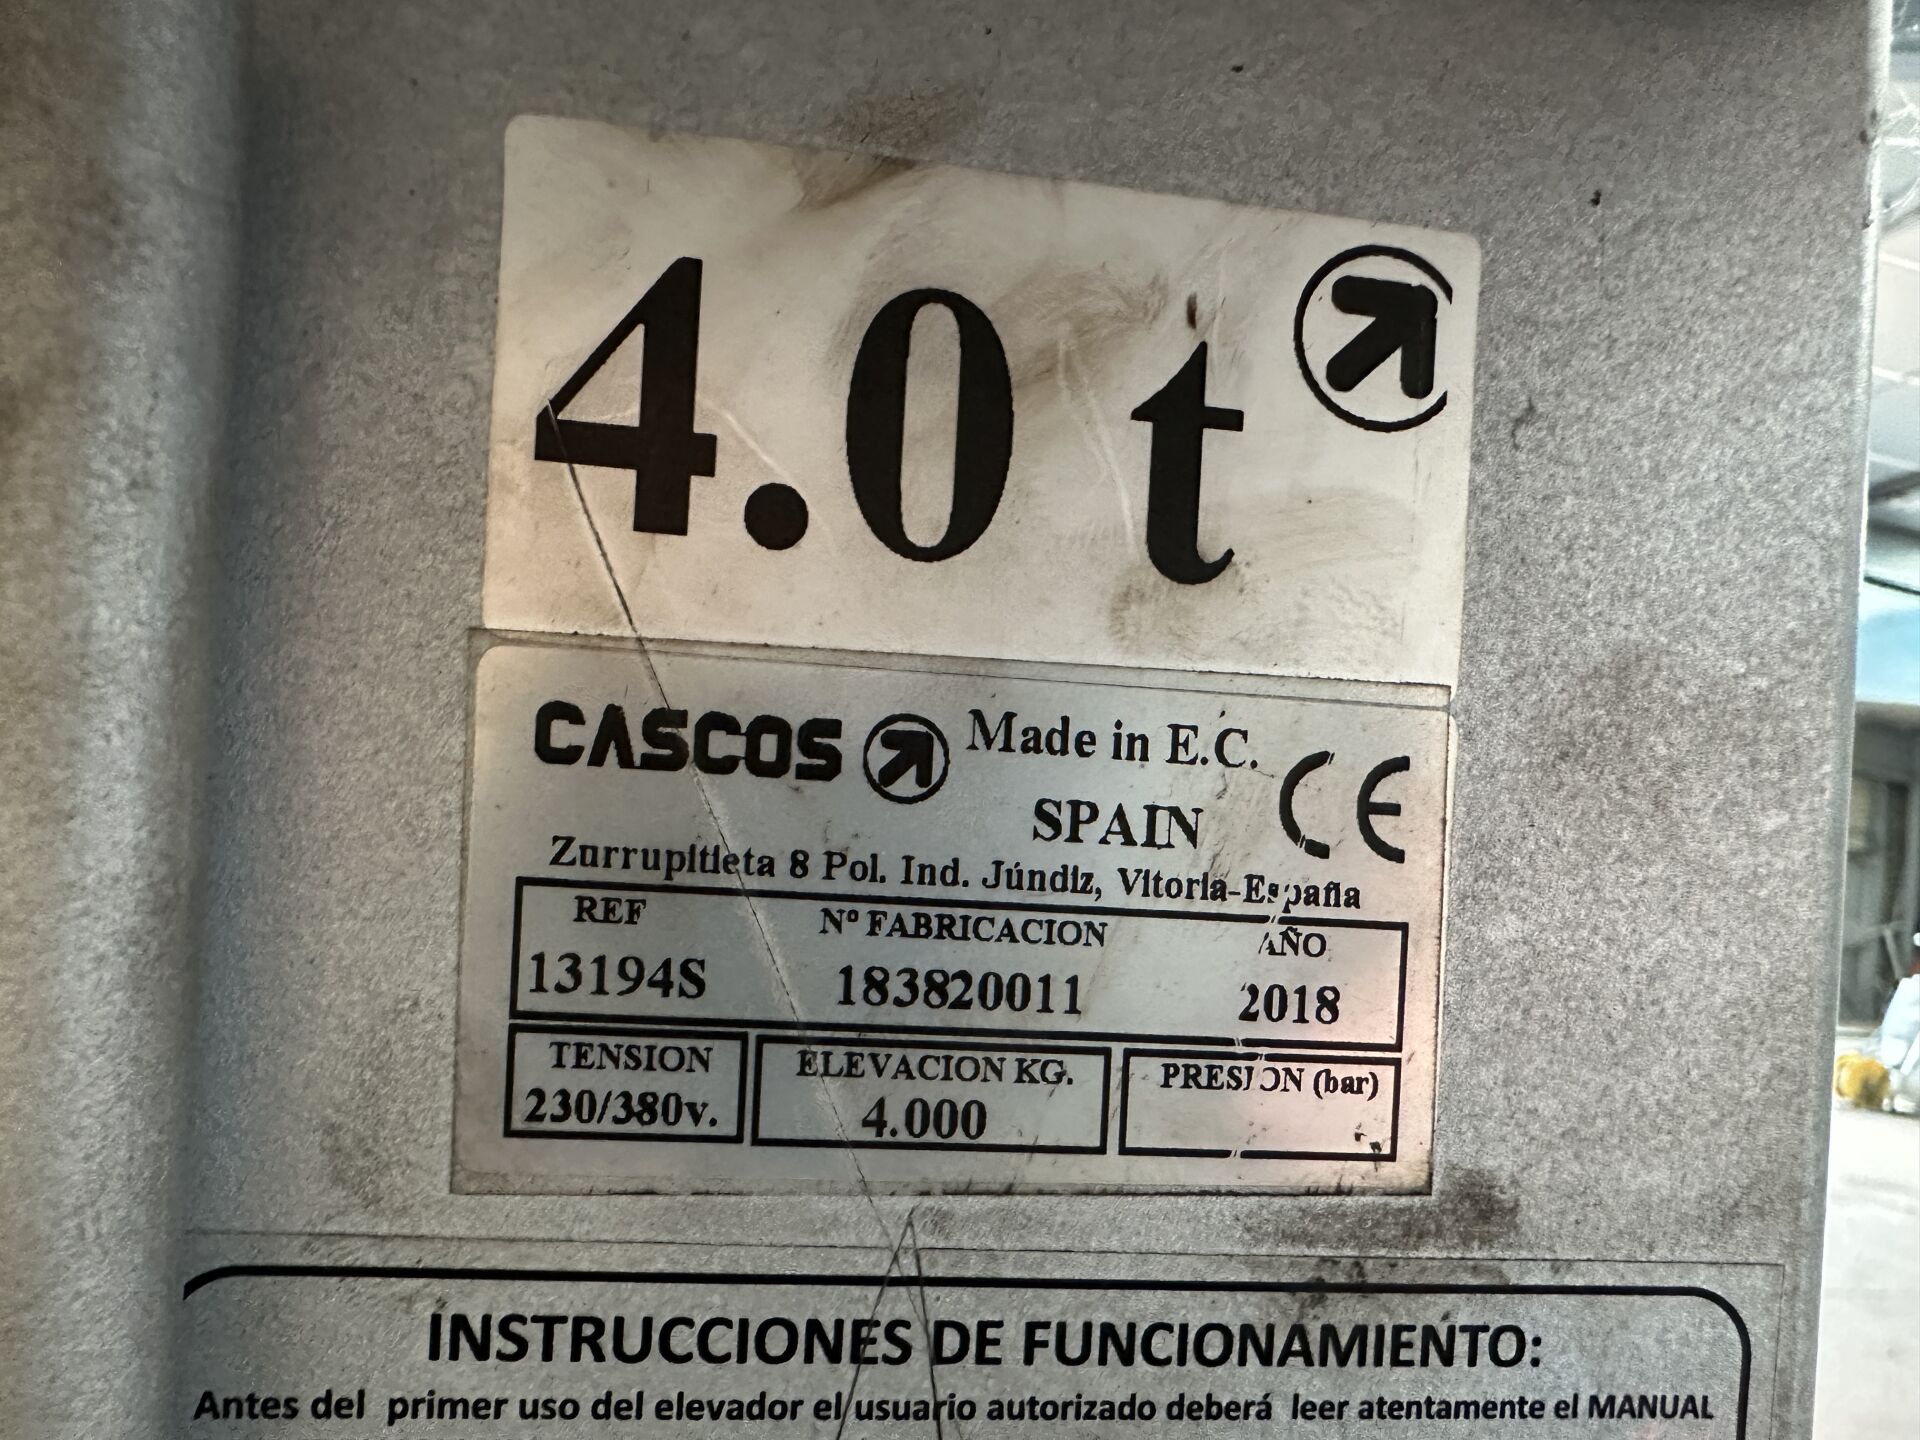 4.0 t
CASCOS Made in E.C.
SPAIN CE
Zurrupitieta 8 Pol. Ind. Júndiz, Vitoria-España
REF Nº FABRICACION AÑO
13194S 183820011 2018
TENSION ELEVACION KG. PRESION (bar)
230/380v. 4.000
INSTRUCCIONES DE FUNCIONAMIENTO:
Antes del primer uso del elevador el usuario autorizado deberá leer atentamente el MANUAL